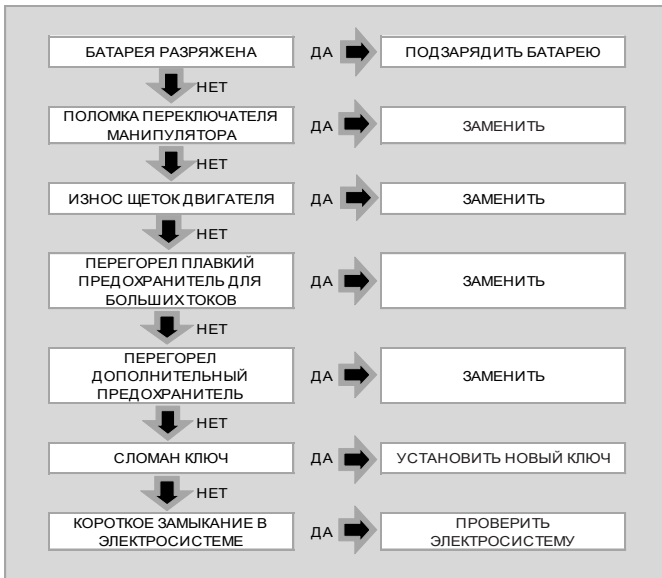 БАТАРЕЯ РАЗРЯЖЕНА
ДА
ПОДЗАРЯДИТЬ БАТАРЕЮ
НЕТ
ПОЛОМКА ПЕРЕКЛЮЧАТЕЛЯ
МАНИПУЛЯТОРА
ДА
ЗАМЕНИТЬ
НЕТ
ИЗНОС ЩЕТОК ДВИГАТЕЛЯ
ДА
ЗАМЕНИТЬ
НЕТ
ПЕРЕГОРЕЛ ПЛАВКИЙ
ПРЕДОХРАНИТЕЛЬ ДЛЯ
БОЛЬШИХ ТОКОВ
ДА
ЗАМЕНИТЬ
НЕТ
ПЕРЕГОРЕЛ
ДОПОЛНИТЕЛЬНЫЙ
ПРЕДОХРАНИТЕЛЬ
ДА
ЗАМЕНИТЬ
НЕТ
СЛОМАН КЛЮЧ
ДА
УСТАНОВИТЬ НОВЫЙ КЛЮЧ
НЕТ
КОРОТКОЕ ЗАМЫКАНИЕ В
ЭЛЕКТРОСИСТЕМЕ
ДА
ПРОВЕРИТЬ
ЭЛЕКТРОСИСТЕМУ